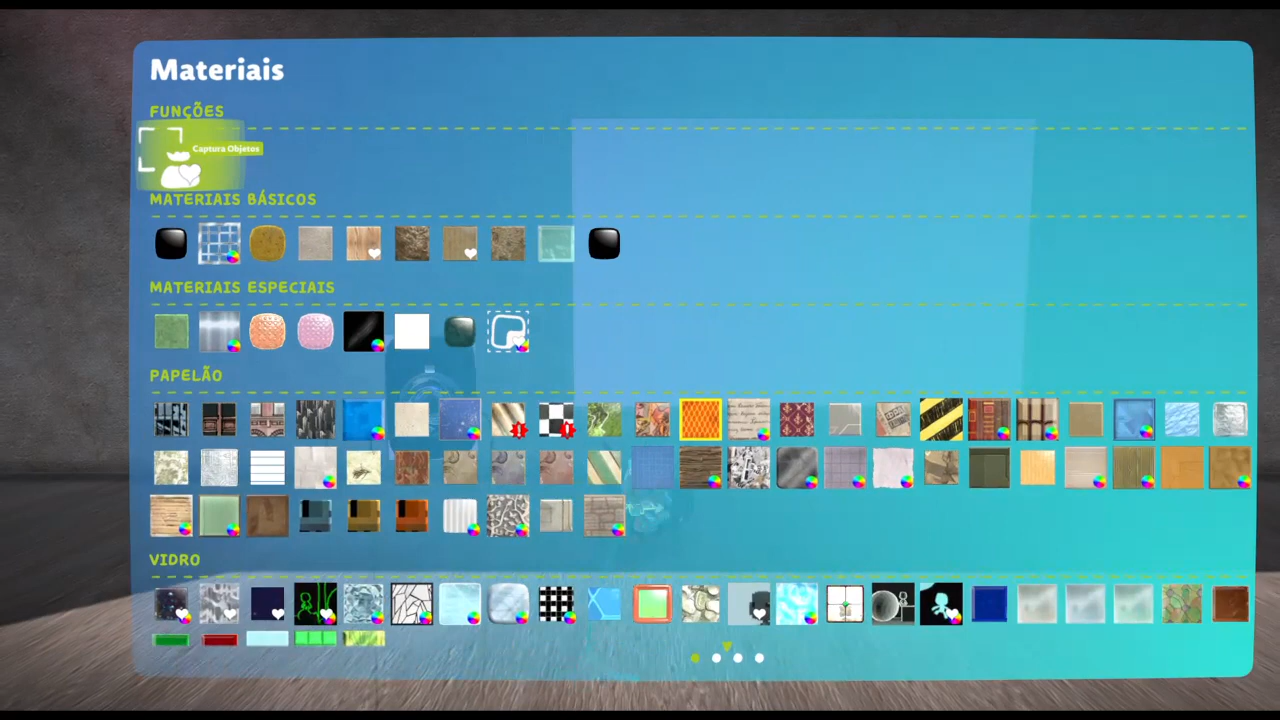 Materiais
FUNÇÕES
Captura Objetos
MATERIAIS BÁSICOS
MATERIAIS ESPECIAIS
PAPELÃO
VIDRO